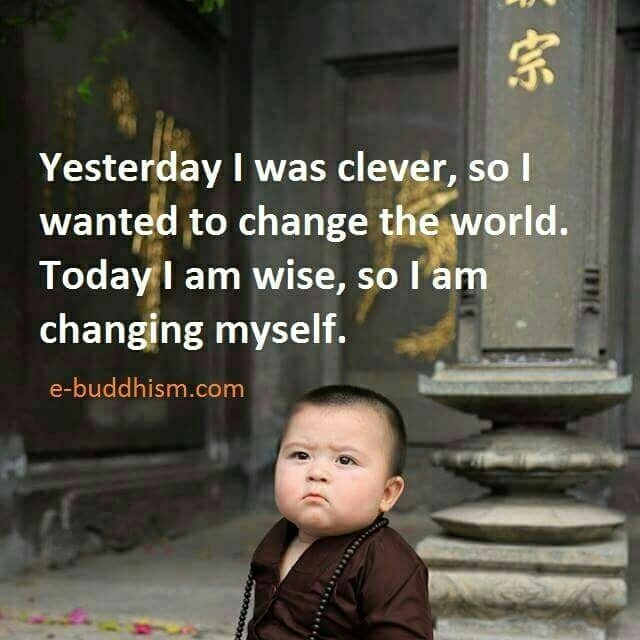 宗
Yesterday I was clever, so I
wanted to change the world.
Today I am wise, so I am
changing myself.
e-buddhism.com